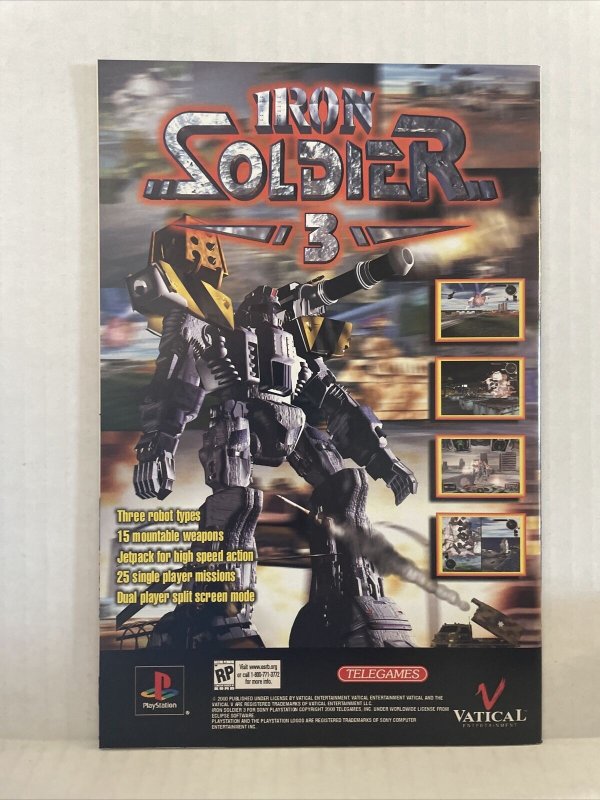 IRON
SOLDIER
3
Three robot types
15 mountable weapons
Jetpack for high speed action
25 single player missions
Dual player split screen mode
PlayStation
RP
Visit www.esrb.org
or call 1-800-771-3772
for more info.
TELEGAMES
VATICAL
ENTERTAINMENT
© 2000 PUBLISHED UNDER LICENSE BY VATICAL ENTERTAINMENT. VATICAL ENTERTAINMENT VATICAL AND THE
VATICAL V ARE REGISTERED TRADEMARKS OF VATICAL ENTERTAINMENT LLC.
IRON SOLDIER 3 FOR SONY PLAYSTATION COPYRIGHT 2000 TELEGAMES, INC. UNDER WORLDWIDE LICENSE FROM
ECLIPSE SOFTWARE.
PLAYSTATION AND THE PLAYSTATION LOGOS ARE REGISTERED TRADEMARKS OF SONY COMPUTER
ENTERTAINMENT INC.